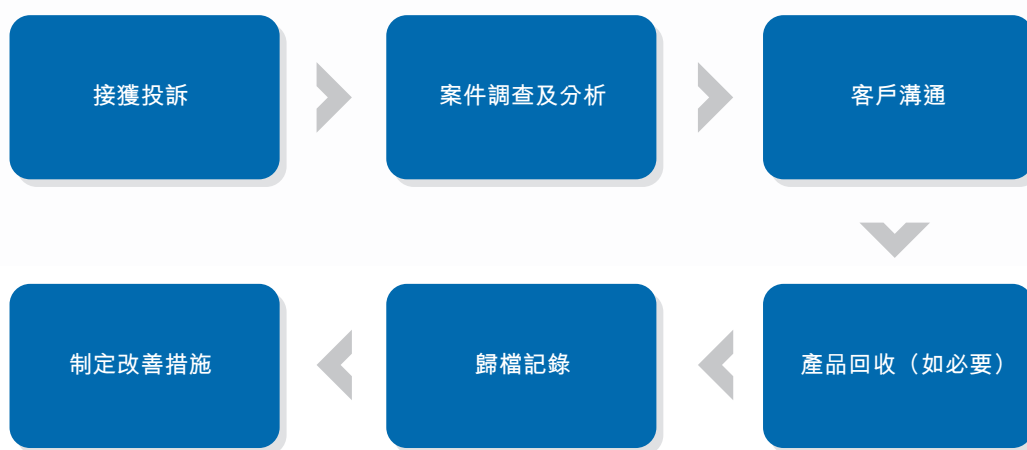 接獲投訴
案件調查及分析
客戶溝通
產品回收（如必要）
歸檔記錄
制定改善措施